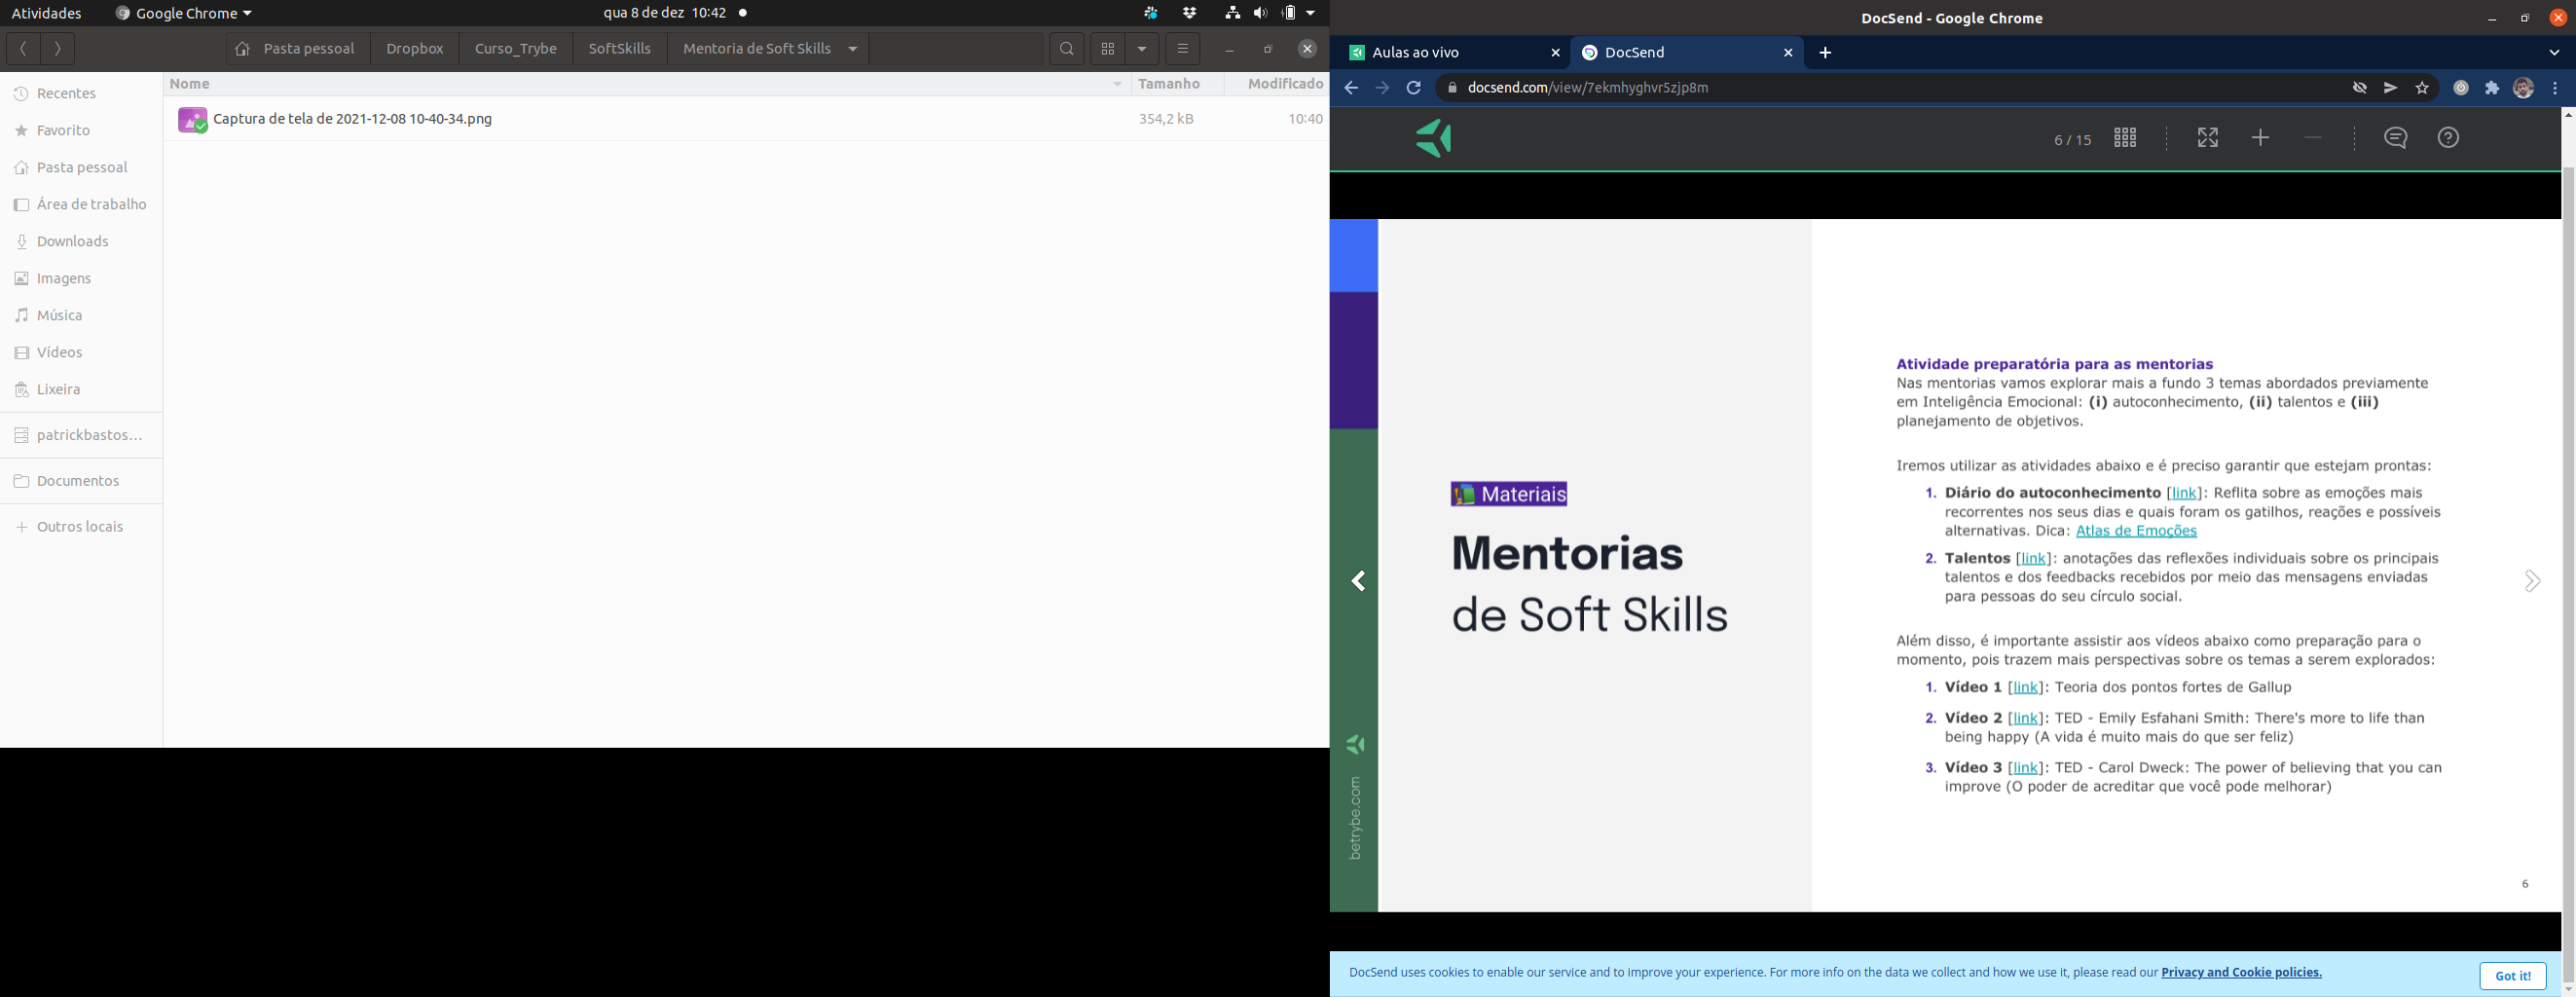 Atividades
Google Chrome
qua 8 de dez 10:42
Pasta pessoal
Dropbox
Curso_Trybe
SoftSkills
Mentoria de Soft Skills
Recentes
Favorito
Pasta pessoal
Área de trabalho
Downloads
Imagens
Música
Vídeos
Lixeira
patrickbastos...
Documentos
Outros locais
Nome
Tamanho
Modificado
Captura de tela de 2021-12-08 10-40-34.png
354,2 kB
10:40
DocSend - Google Chrome
Aulas ao vivo
DocSend
docsend.com/view/7ekmhyghvr5zjp8m
6 / 15
betrybe.com
Materiais
Mentorias
de Soft Skills
Atividade preparatória para as mentorias
Nas mentorias vamos explorar mais a fundo 3 temas abordados previamente
em Inteligência Emocional: (i) autoconhecimento, (ii) talentos e (iii)
planejamento de objetivos.
Iremos utilizar as atividades abaixo e é preciso garantir que estejam prontas:
1. Diário do autoconhecimento [link]: Reflita sobre as emoções mais
recorrentes nos seus dias e quais foram os gatilhos, reações e possíveis
alternativas. Dica: Atlas de Emoções
2. Talentos [link]: anotações das reflexões individuais sobre os principais
talentos e dos feedbacks recebidos por meio das mensagens enviadas
para pessoas do seu círculo social.
Além disso, é importante assistir aos vídeos abaixo como preparação para o
momento, pois trazem mais perspectivas sobre os temas a serem explorados:
1. Vídeo 1 [link]: Teoria dos pontos fortes de Gallup
2. Vídeo 2 [link]: TED - Emily Esfahani Smith: There's more to life than
being happy (A vida é muito mais do que ser feliz)
3. Vídeo 3 [link]: TED - Carol Dweck: The power of believing that you can
improve (O poder de acreditar que você pode melhorar)
6
DocSend uses cookies to enable our service and to improve your experience. For more info on the data we collect and how we use it, please read our Privacy and Cookie policies.
Got it!